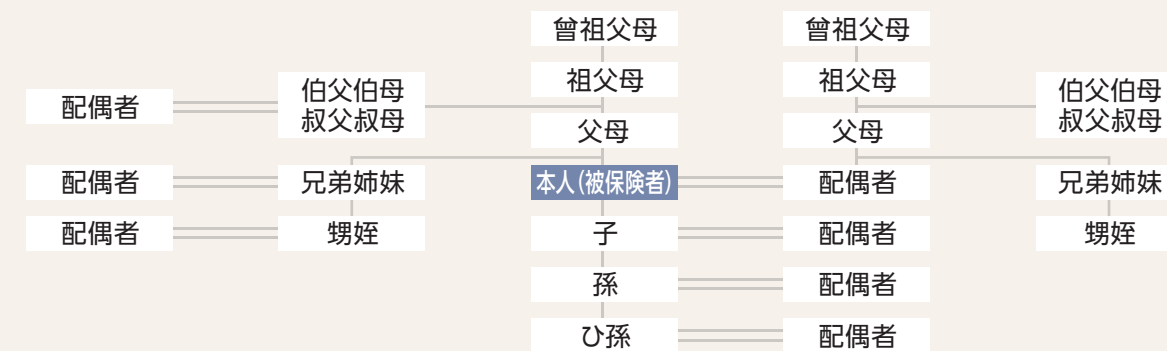 曾祖父母
曾祖父母
祖父母
祖父母
配偶者
伯父伯母
叔父叔母
伯父伯母
叔父叔母
父母
父母
配偶者
兄弟姉妹
本人(被保険者)
配偶者
兄弟姉妹
配偶者
甥姪
子
配偶者
甥姪
孫
配偶者
ひ孫
配偶者